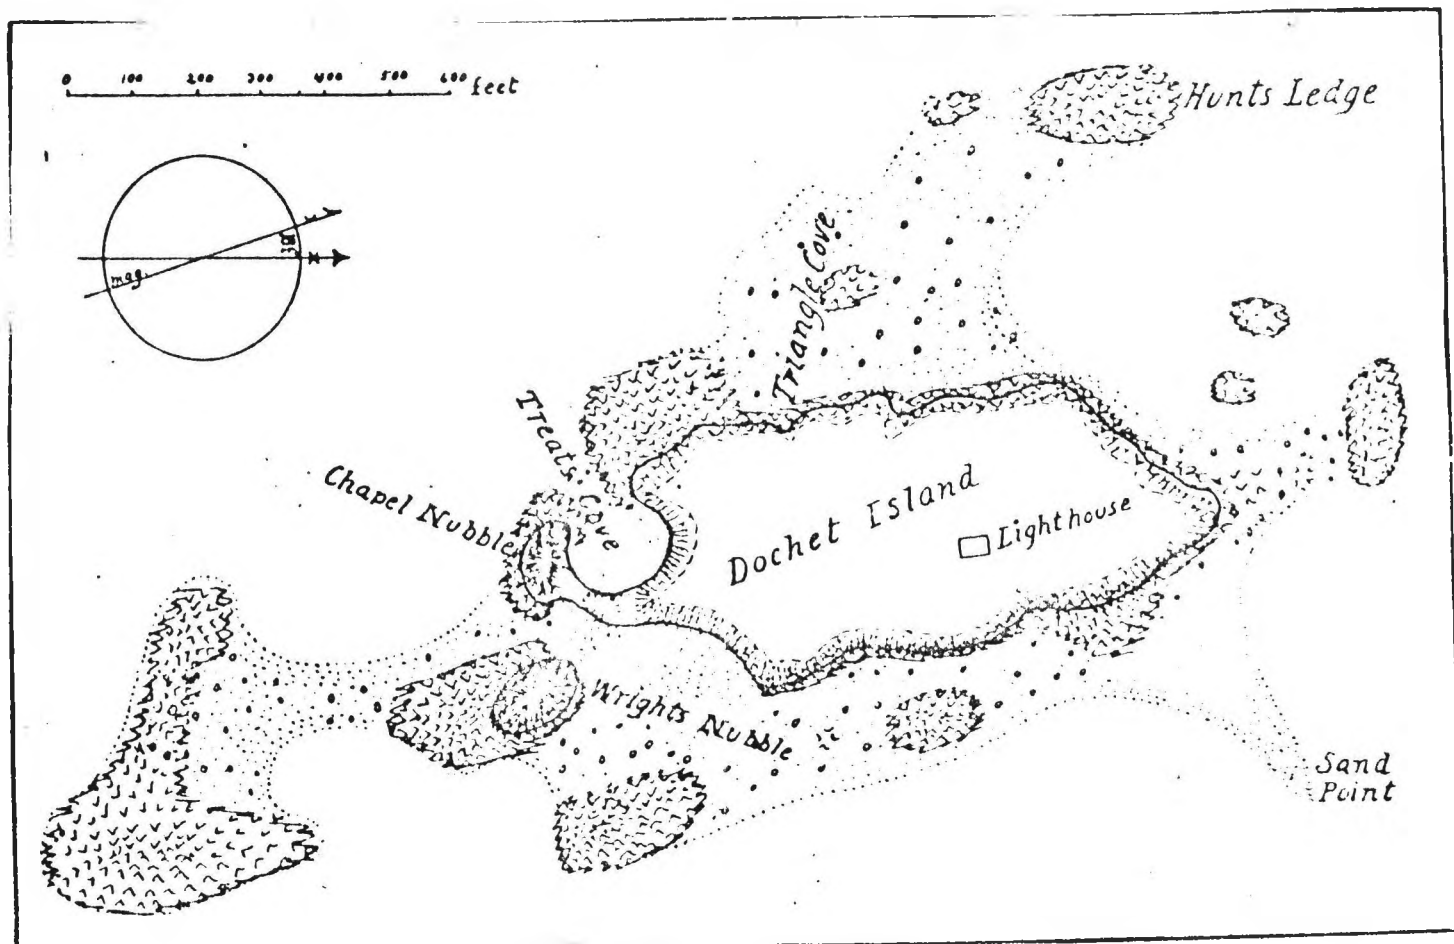 0 100 200 300 400 500 600 feet
Hunts Ledge
mag.
N
Triangle Cove
Treats Cove
Chapel Nubble
Dochet Island
Lighthouse
Wrights Nubble
Sand
Point